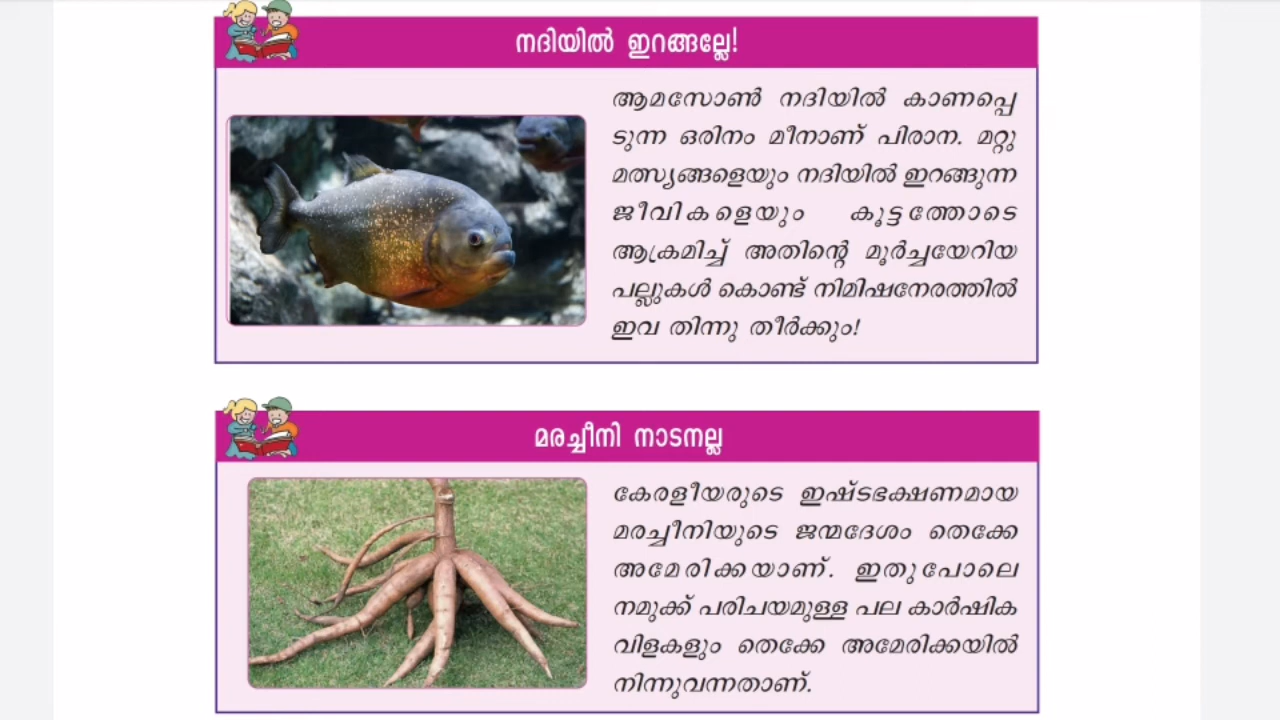 നദിയിൽ ഇറങ്ങല്ലേ!
ആമസോൺ നദിയിൽ കാണപ്പെ
ടുന്ന ഒരിനം മീനാണ് പിരാന. മറ്റു
മത്സ്യങ്ങളെയും നദിയിൽ ഇറങ്ങുന്ന
ജീവികളെയും കൂട്ടത്തോടെ
ആക്രമിച്ച് അതിന്റെ മൂർച്ചയേറിയ
പല്ലുകൾ കൊണ്ട് നിമിഷനേരത്തിൽ
ഇവ തിന്നു തീർക്കും!
മരച്ചീനി നാടനല്ല
കേരളീയരുടെ ഇഷ്ടഭക്ഷണമായ
മരച്ചീനിയുടെ ജന്മദേശം തെക്കേ
അമേരിക്കയാണ്. ഇതുപോലെ
നമുക്ക് പരിചയമുള്ള പല കാർഷിക
വിളകളും തെക്കേ അമേരിക്കയിൽ
നിന്നുവന്നതാണ്.